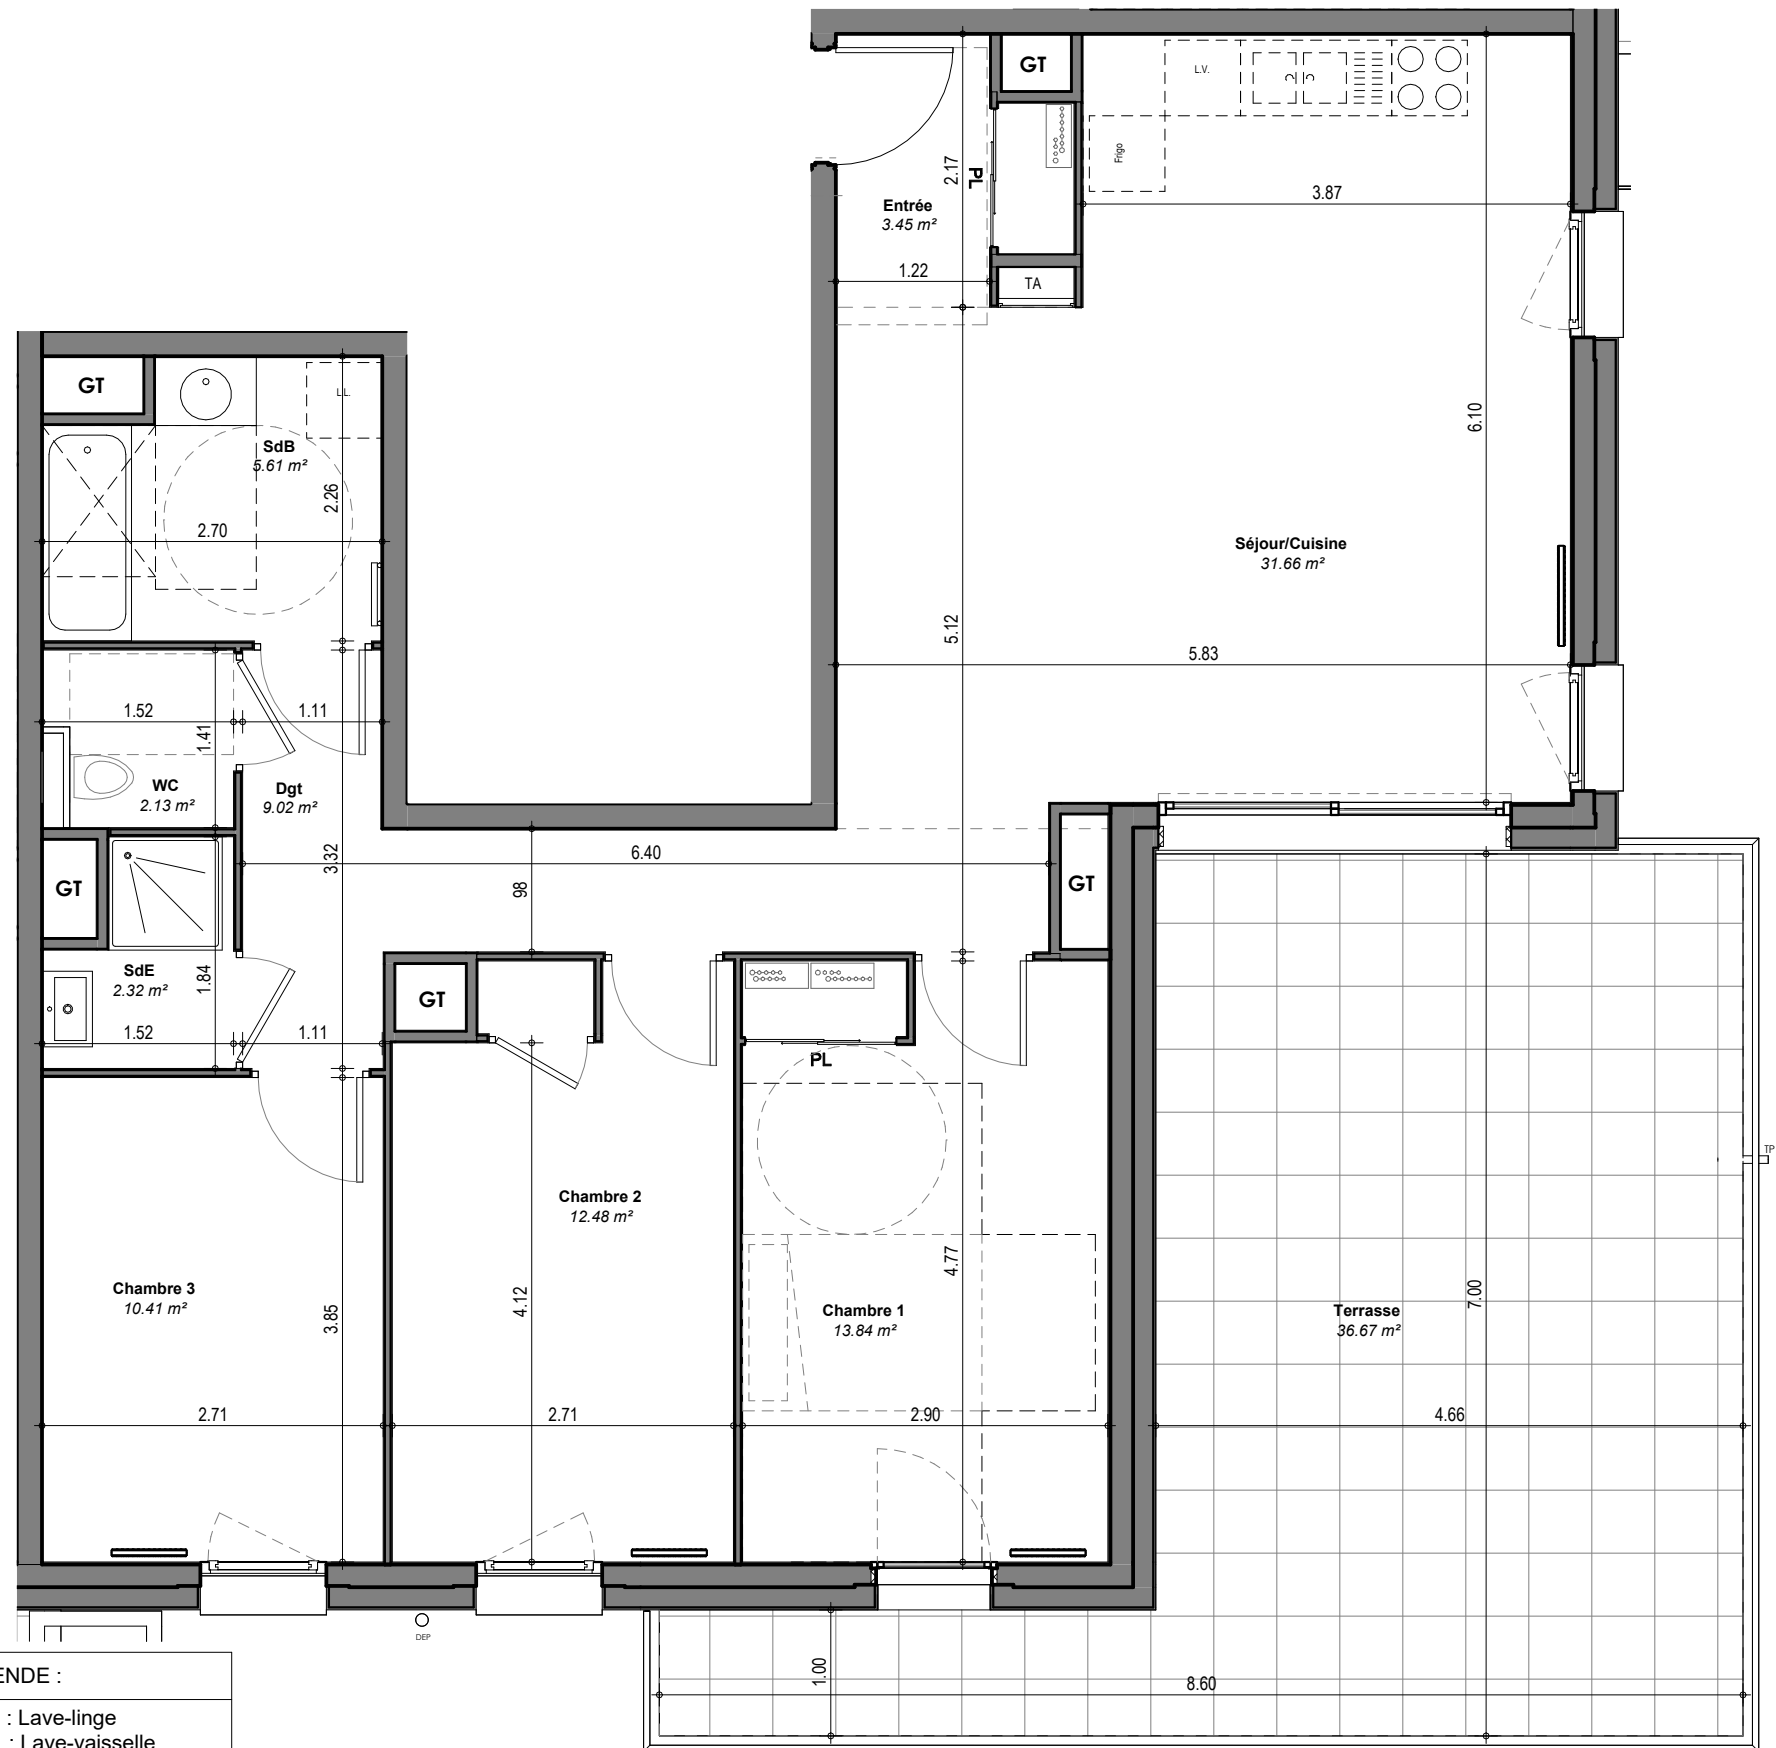 GT
L.V.
Frigo
2.17
PL
3.87
Entrée
3.45 m²
1.22
TA
GT
L.L.
SdB
5.61 m²
2.26
2.70
6.10
Séjour/Cuisine
31.66 m²
5.12
5.83
1.52
1.11
1.41
WC
2.13 m²
Dgt
9.02 m²
3.32
6.40
98
GT
GT
SdE
2.32 m²
1.84
GT
1.52
1.11
PL
TP
Chambre 2
12.48 m²
4.77
Chambre 3
10.41 m²
3.85
4.12
Chambre 1
13.84 m²
7.00
Terrasse
36.67 m²
2.71
2.71
2.90
4.66
DEP
1.00
8.60
ENDE :
: Lave-linge
: Lave-vaisselle